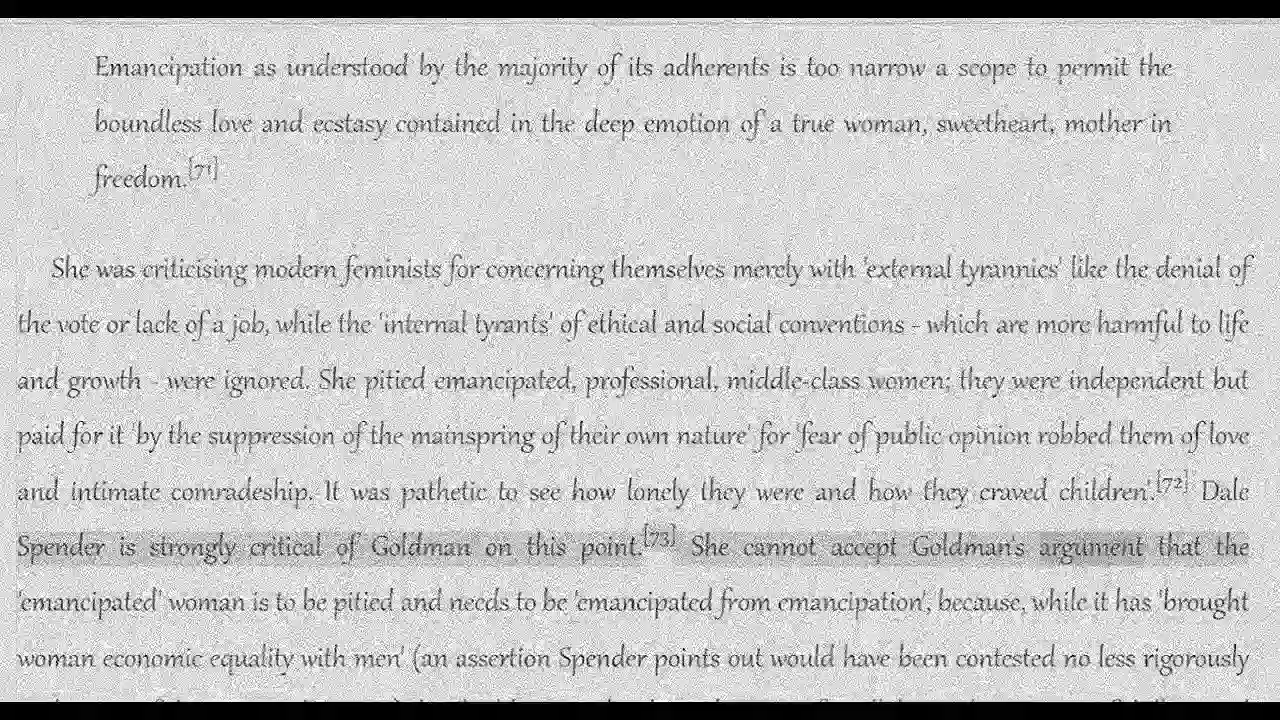 Emancipation as understood by the majority of its adherents is too narrow a scope to permit the
boundless love and ecstasy contained in the deep emotion of a true woman, sweetheart, mother in
freedom.[71]
She was criticising modern feminists for concerning themselves merely with 'external tyrannies' like the denial of
the vote or lack of a job, while the 'internal tyrants' of ethical and social conventions - which are more harmful to life
and growth - were ignored. She pitied emancipated, professional, middle-class women; they were independent but
paid for it 'by the suppression of the mainspring of their own nature' for 'fear of public opinion robbed them of love
and intimate comradeship. It was pathetic to see how lonely they were and how they craved children'.[72] Dale
Spender is strongly critical of Goldman on this point.[73] She cannot accept Goldman's argument that the
'emancipated' woman is to be pitied and needs to be 'emancipated from emancipation', because, while it has 'brought
woman economic equality with men' (an assertion Spender points out would have been contested no less rigorously